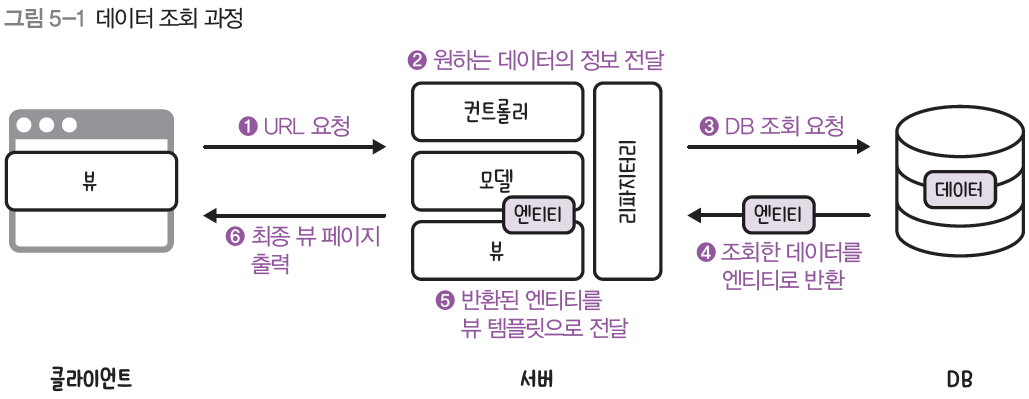 그림 5-1 데이터 조회 과정
❷ 원하는 데이터의 정보 전달
❶ URL 요청
컨트롤러
리파지터리
❸ DB 조회 요청
뷰
모델
엔티티
뷰
엔티티
데이터
❻ 최종 뷰 페이지
출력
❹ 조회한 데이터를
엔티티로 반환
❺ 반환된 엔티티를
뷰 템플릿으로 전달
클라이언트
서버
DB